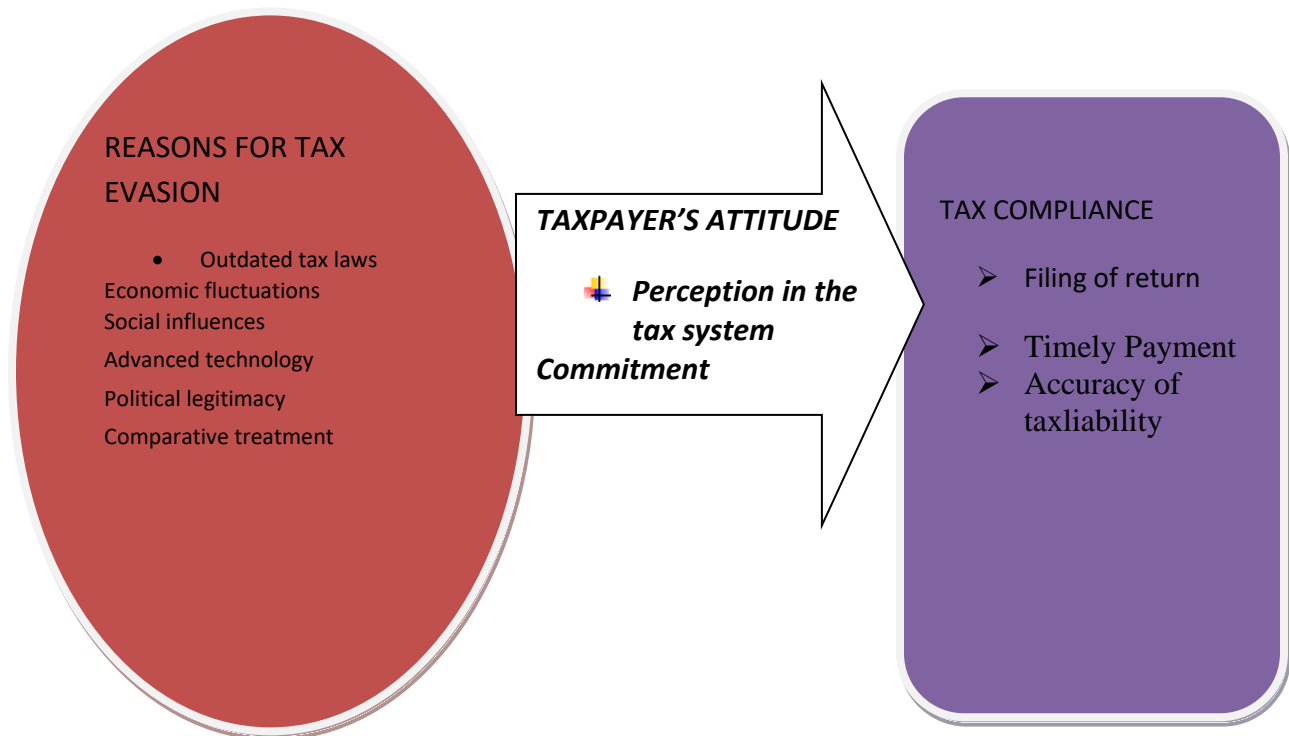 REASONS FOR TAX
EVASION
• Outdated tax laws
Economic fluctuations
Social influences
Advanced technology
Political legitimacy
Comparative treatment
TAXPAYER’S ATTITUDE
Perception in the
tax system
Commitment
TAX COMPLIANCE
➢ Filing of return
➢ Timely Payment
➢ Accuracy of
taxliability